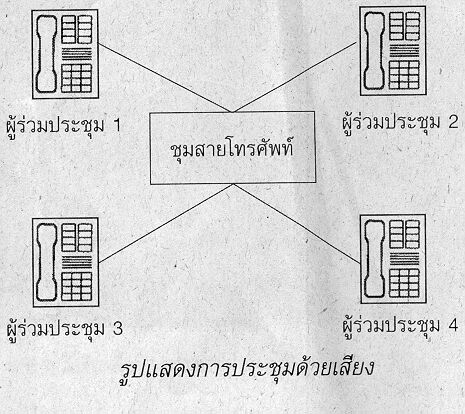 ผู้ร่วมประชุม 1
ผู้ร่วมประชุม 2
ชุมสายโทรศัพท์
ผู้ร่วมประชุม 3
ผู้ร่วมประชุม 4
รูปแสดงการประชุมด้วยเสียง